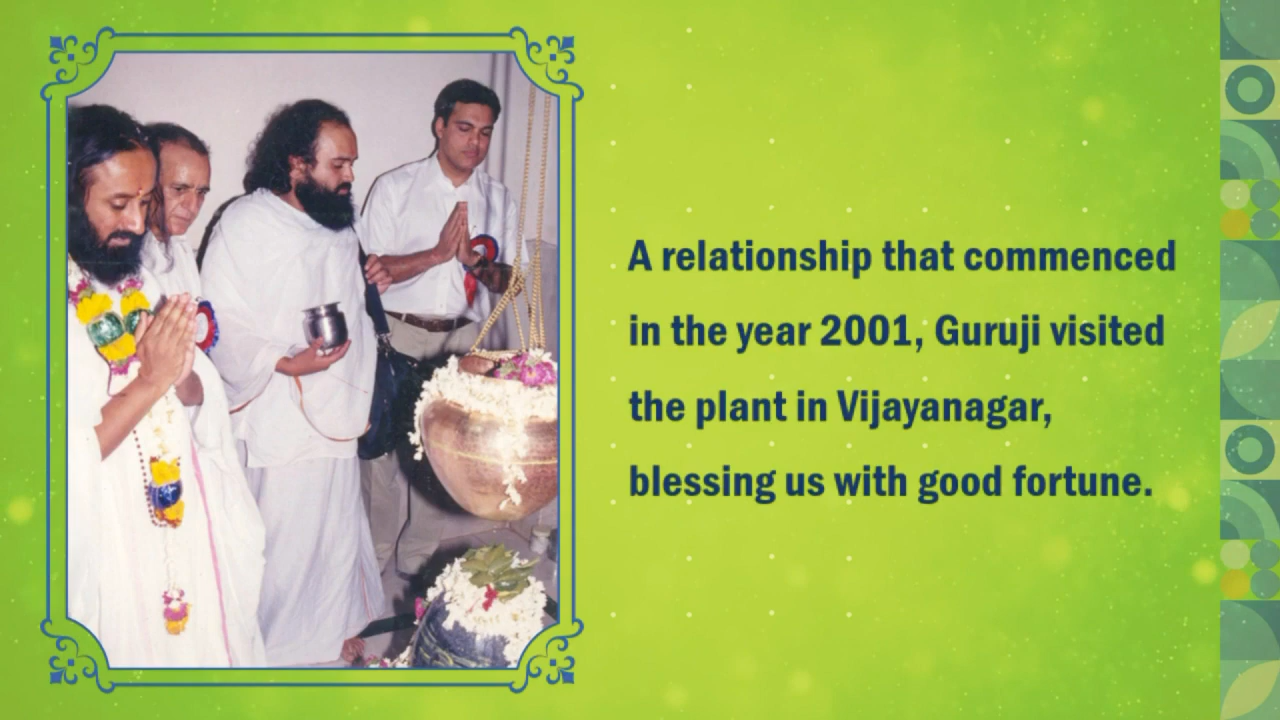 A relationship that commenced
in the year 2001, Guruji visited
the plant in Vijayanagar,
blessing us with good fortune.